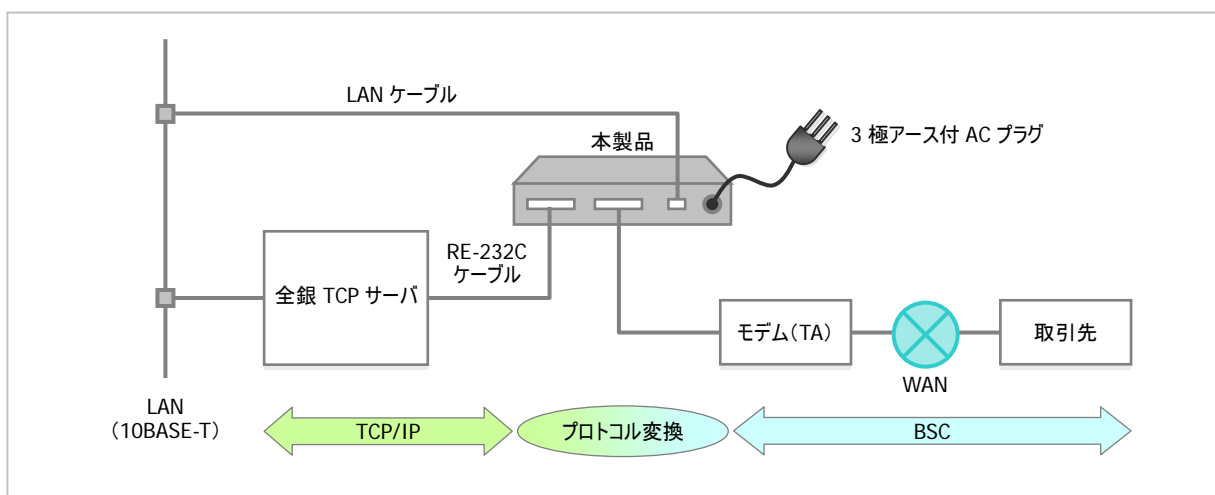 LAN ケーブル
本製品
3 極アース付 AC プラグ
RE-232C
ケーブル
全銀 TCP サーバ
モデム(TA)
取引先
WAN
LAN
(10BASE-T)
TCP/IP
プロトコル変換
BSC